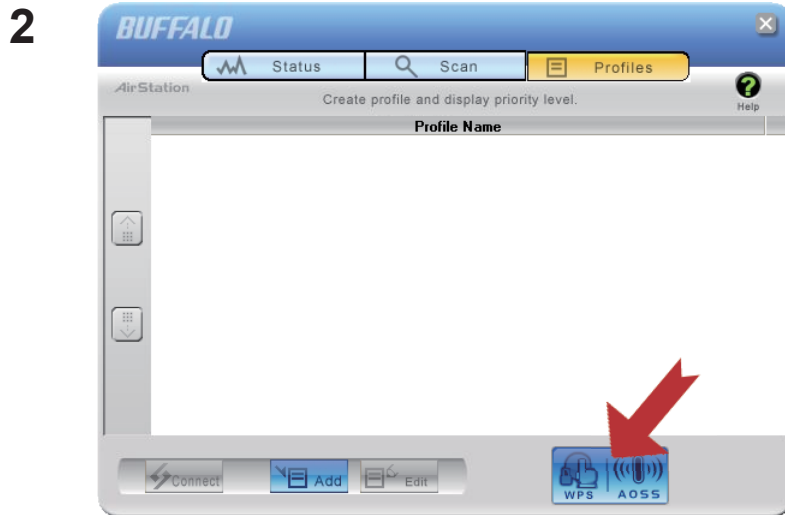 2
BUFFALO
Status Scan Profiles
AirStation
Create profile and display priority level.
Help
Profile Name
Connect Add Edit
WPS AOSS